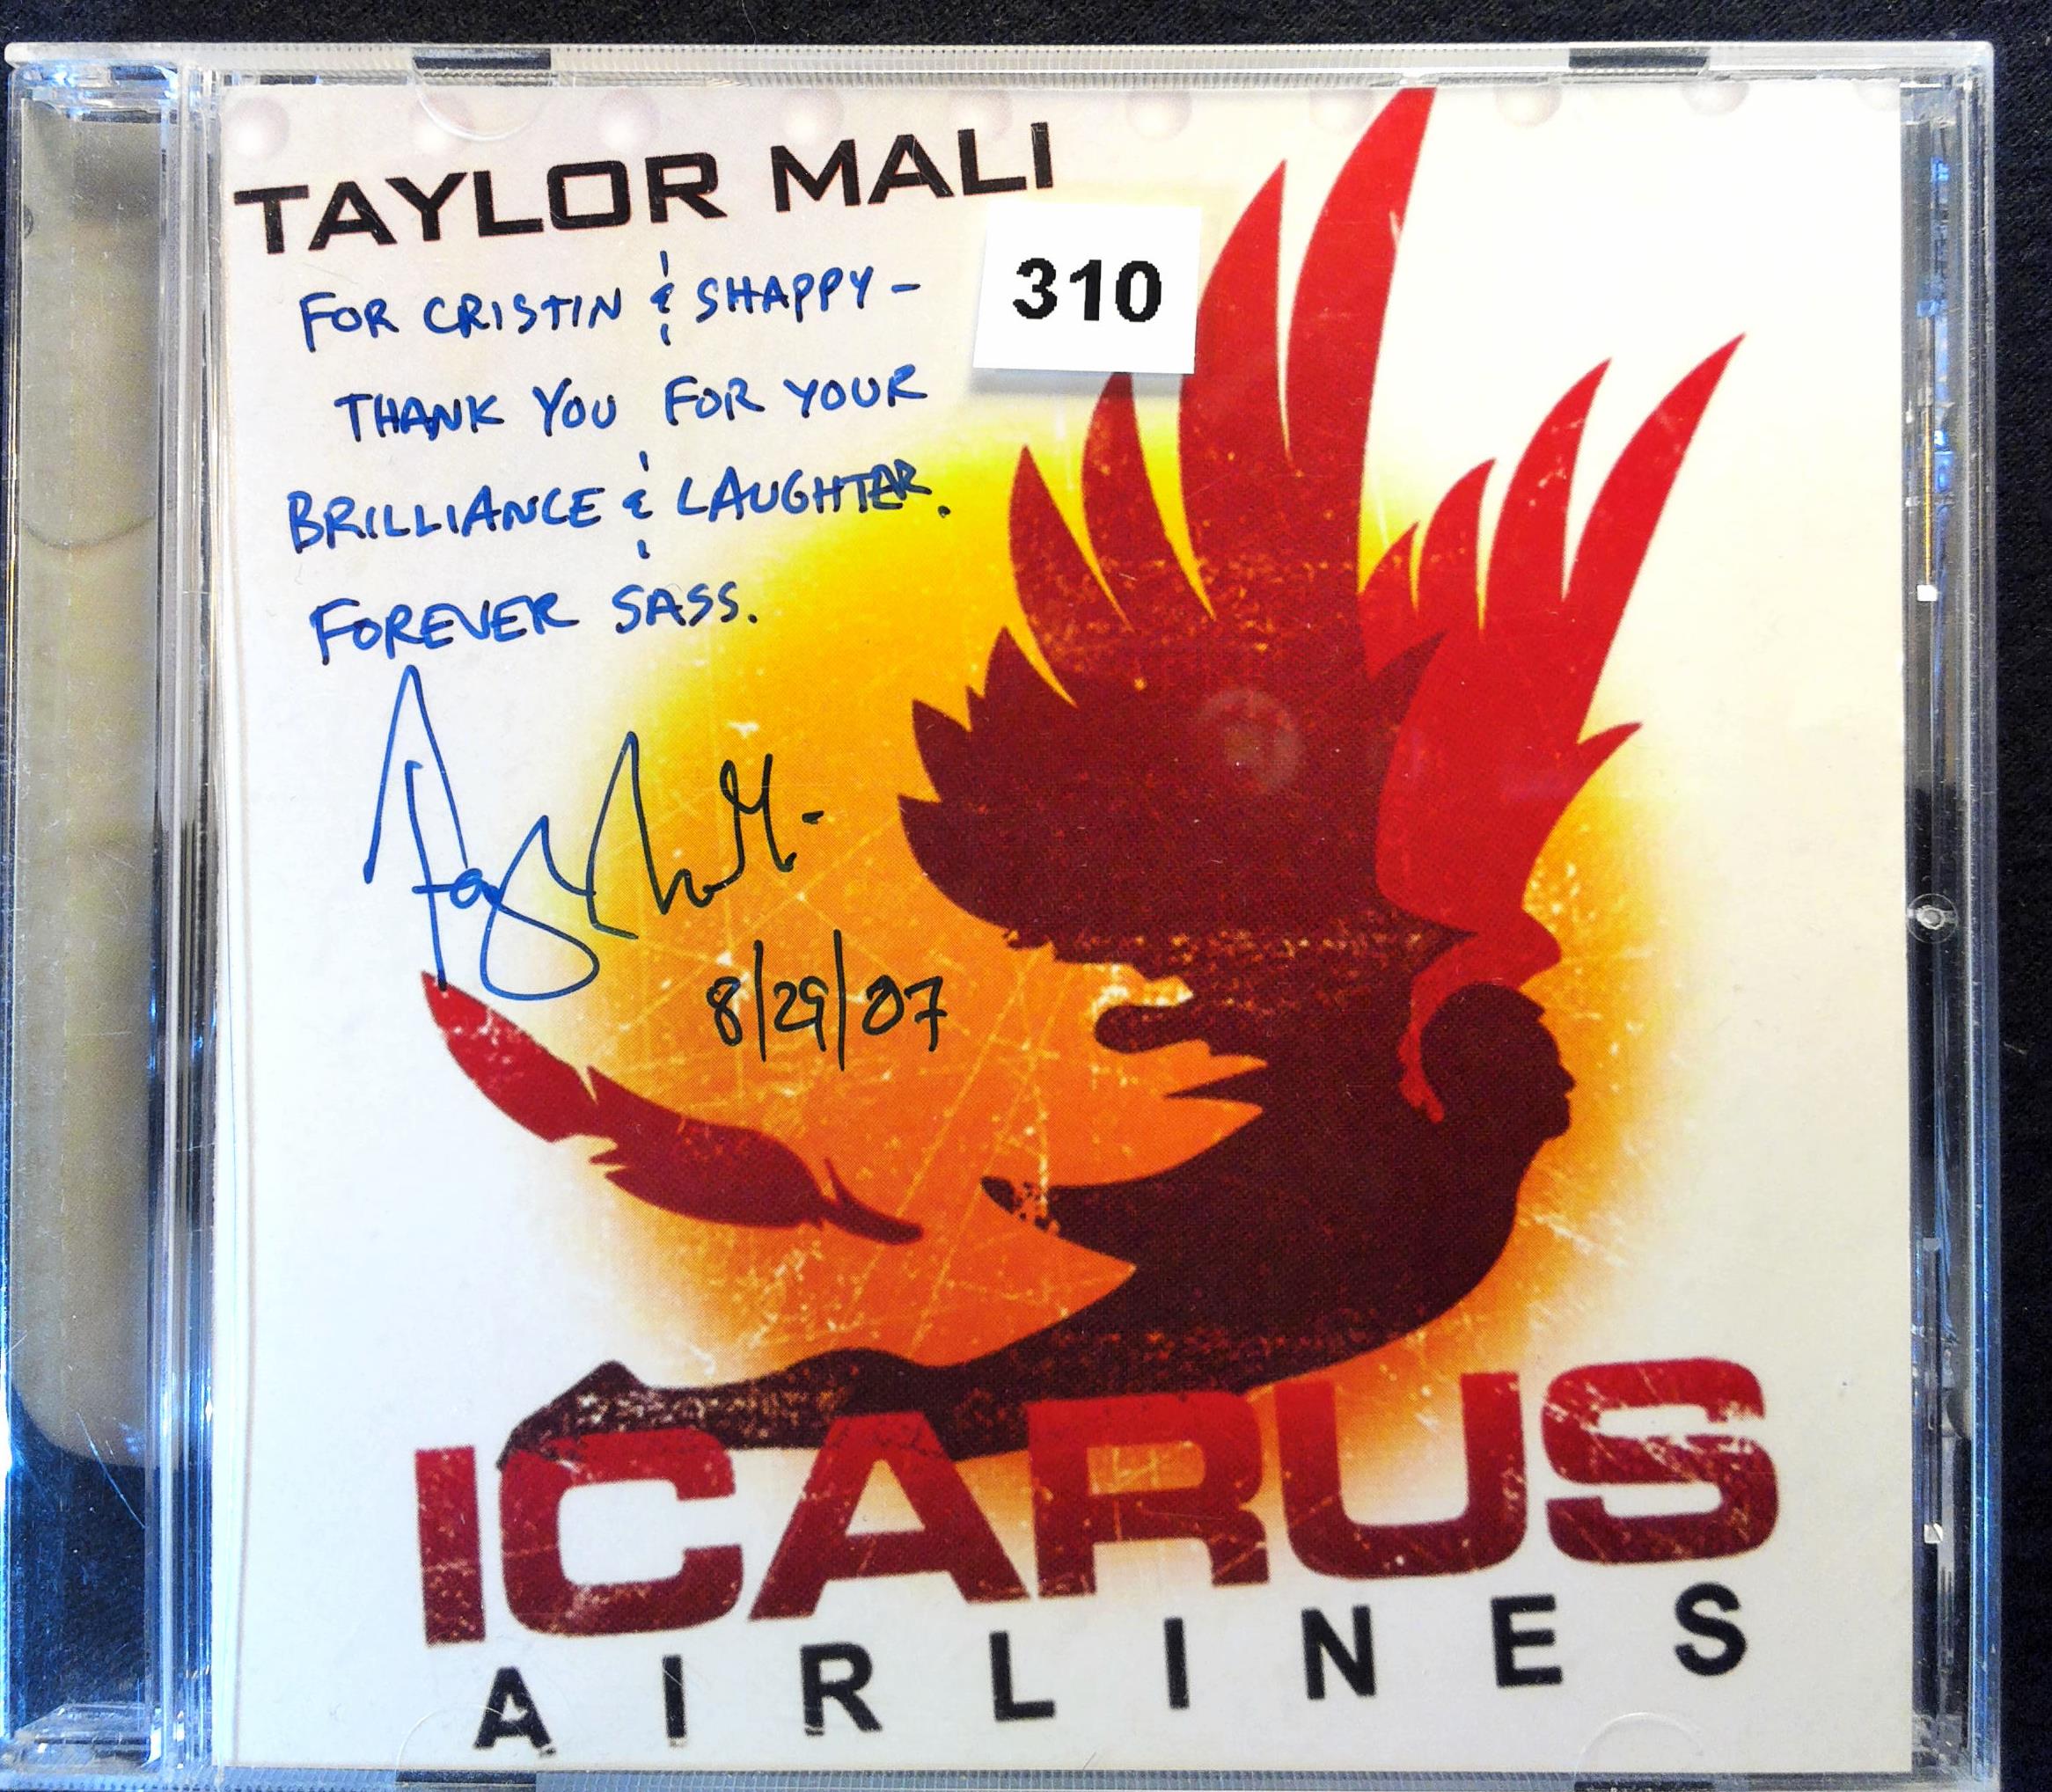 TAYLOR MALI
310
FOR CRISTIN & SHAPPY -
THANK YOU FOR YOUR
BRILLIANCE & LAUGHTER.
FOREVER SASS.
8/29/07
ICARUS
AIRLINES